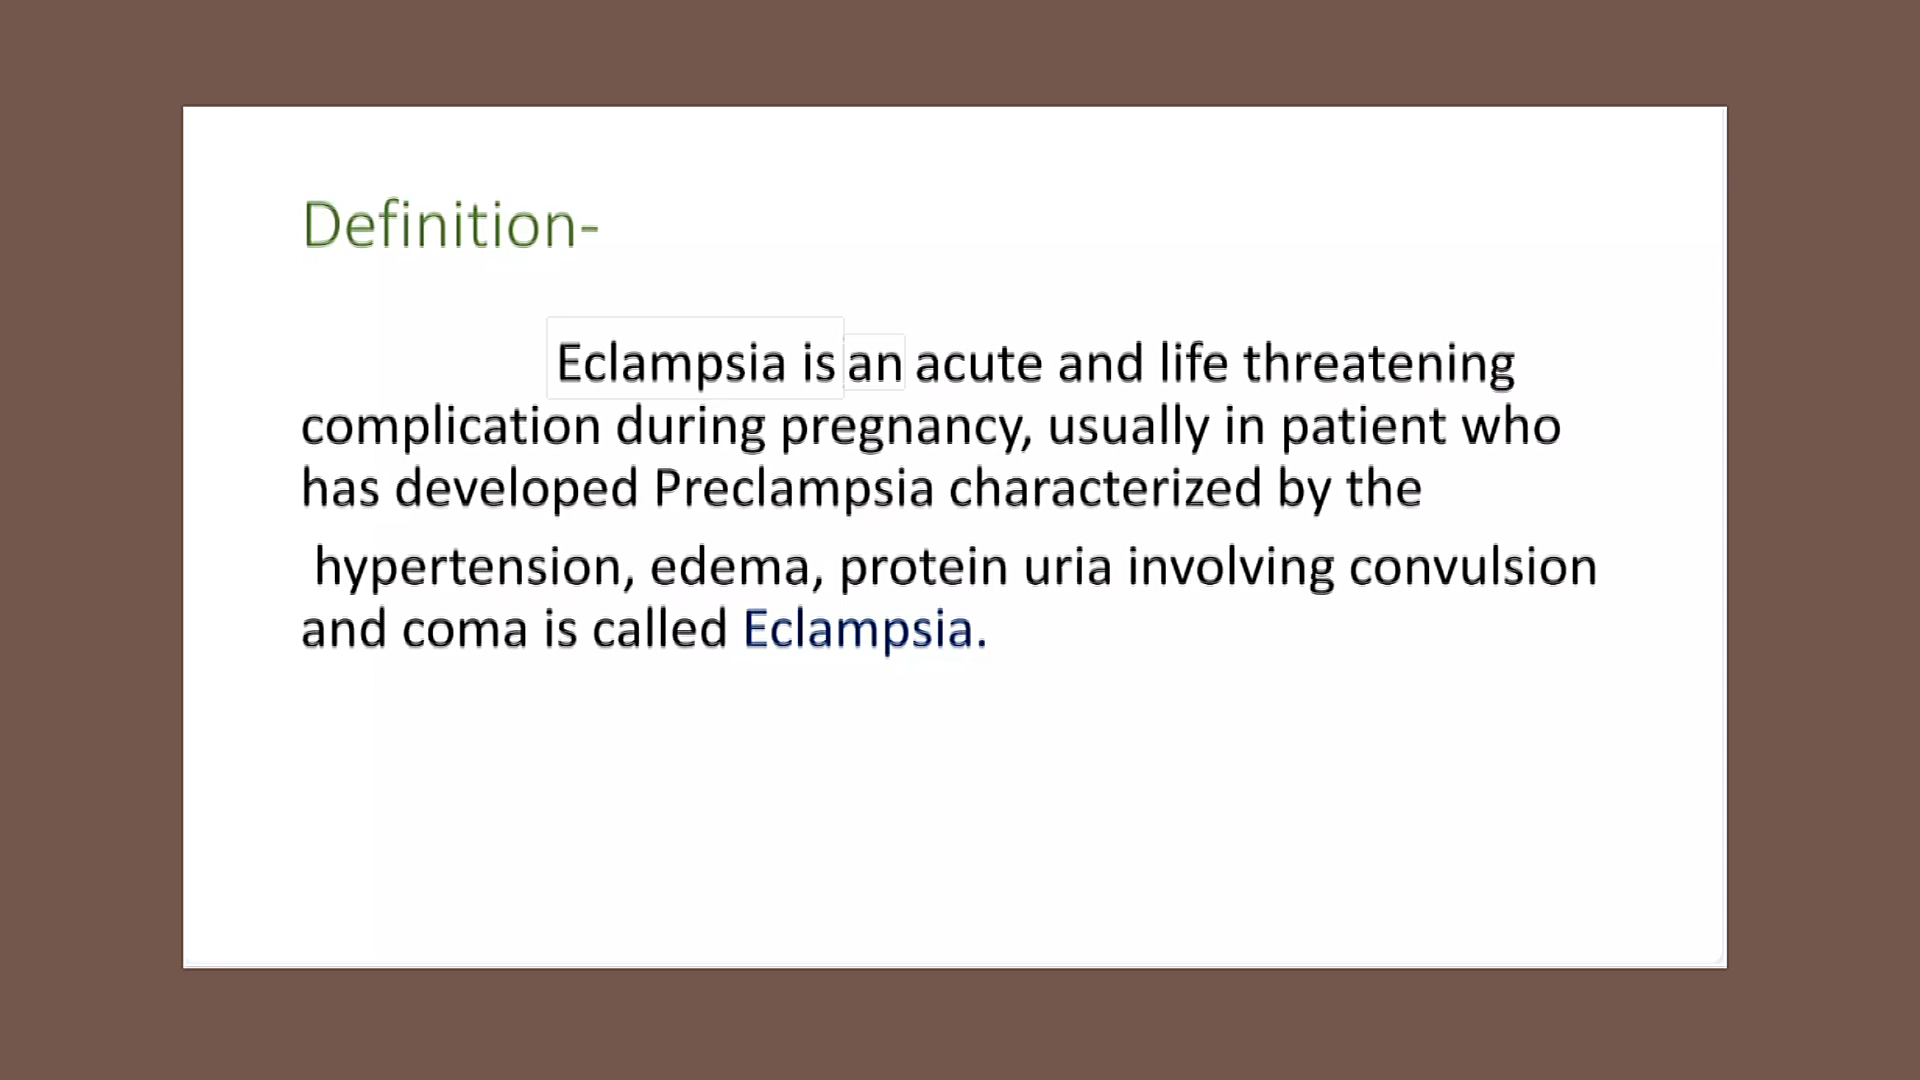 Definition-
Eclampsia is an acute and life threatening
complication during pregnancy, usually in patient who
has developed Preclampsia characterized by the
hypertension, edema, protein uria involving convulsion
and coma is called Eclampsia.